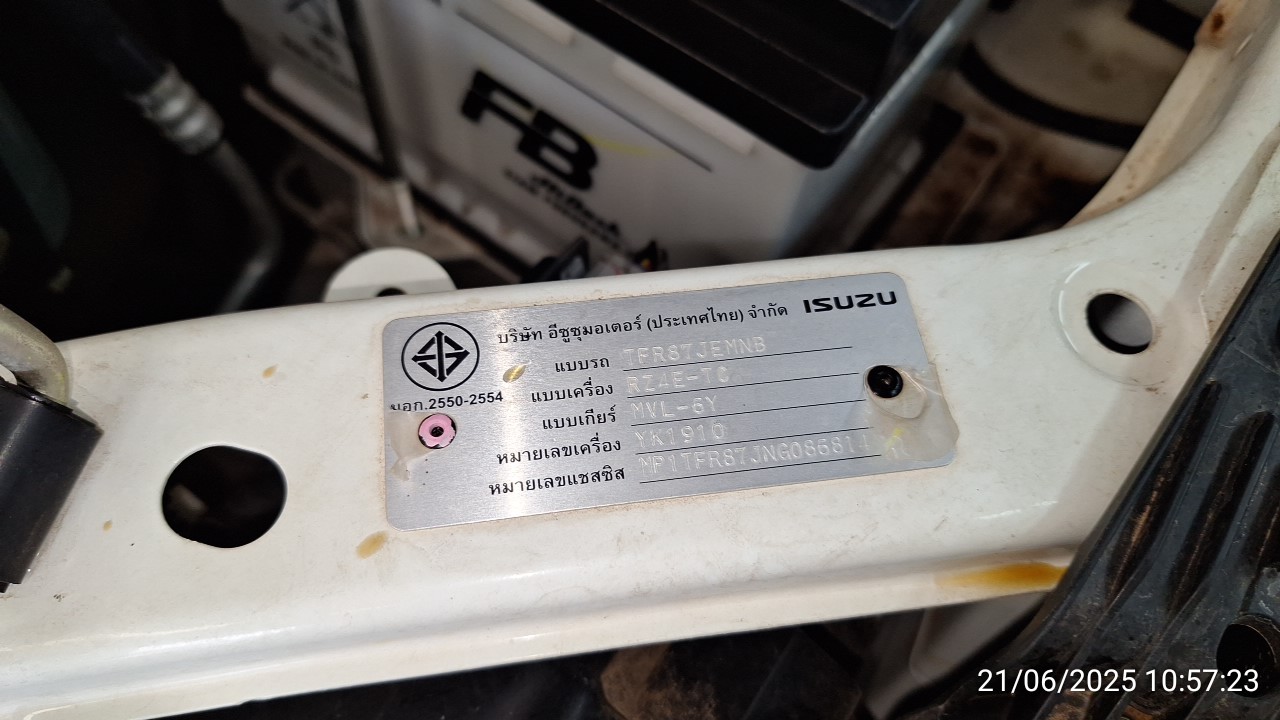 FB
บริษัท อีซูซุมอเตอร์ (ประเทศไทย) จำกัด ISUZU
มอก.2550-2554
แบบรถ TFR87JEMNB
แบบเครื่อง RZ4E-TC
แบบเกียร์ MVL-6Y
หมายเลขเครื่อง YK1916
หมายเลขแชสซิส
21/06/2025 10:57:23